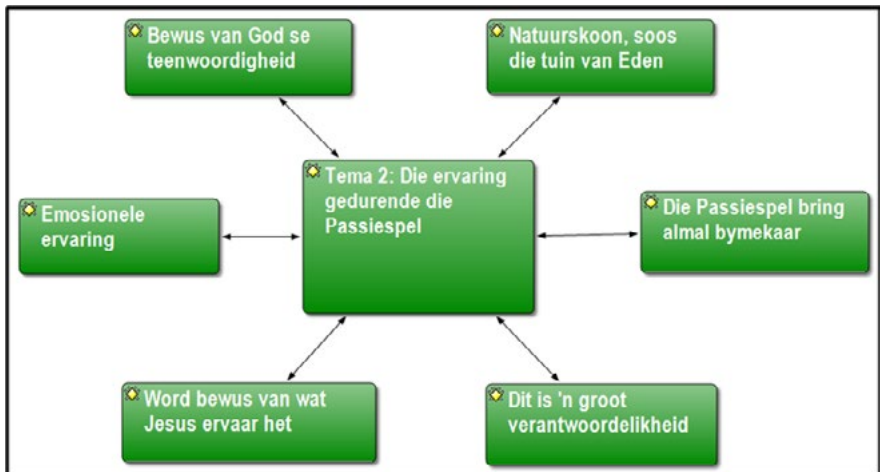 Bewus van God se
teenwoordigheid
Natuurskoon, soos
die tuin van Eden
Tema 2: Die ervaring
gedurende die
Passiespel
Emosionele
ervaring
Die Passiespel bring
almal bymekaar
Word bewus van wat
Jesus ervaar het
Dit is 'n groot
verantwoordelikheid